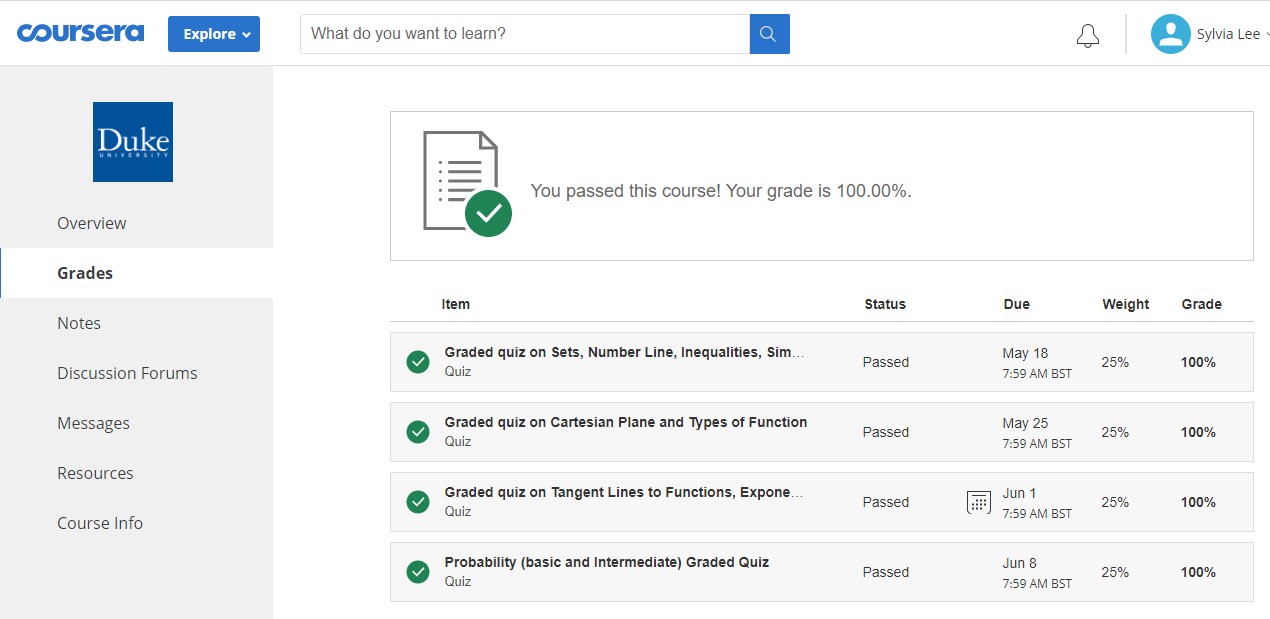 coursera Explore What do you want to learn? Sylvia Lee
Duke
UNIVERSITY
Overview
Grades
Notes
Discussion Forums
Messages
Resources
Course Info
You passed this course! Your grade is 100.00%.
Item Status Due Weight Grade
Graded quiz on Sets, Number Line, Inequalities, Sim…
Quiz
Passed
May 18
7:59 AM BST
25%
100%
Graded quiz on Cartesian Plane and Types of Function
Quiz
Passed
May 25
7:59 AM BST
25%
100%
Graded quiz on Tangent Lines to Functions, Expone…
Quiz
Passed
Jun 1
7:59 AM BST
25%
100%
Probability (basic and Intermediate) Graded Quiz
Quiz
Passed
Jun 8
7:59 AM BST
25%
100%